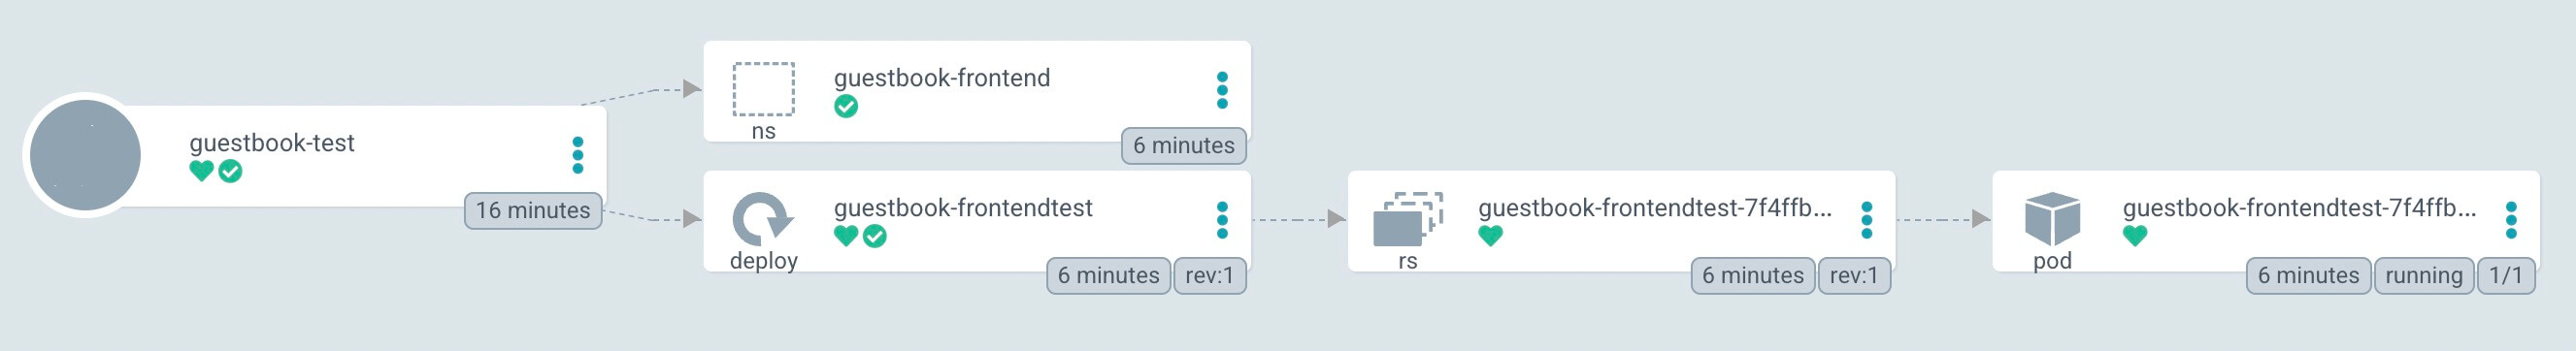 guestbook-test
16 minutes
guestbook-frontend
ns
6 minutes
guestbook-frontendtest
deploy
6 minutes
rev:1
guestbook-frontendtest-7f4ffb...
rs
6 minutes
rev:1
guestbook-frontendtest-7f4ffb...
pod
6 minutes
running
1/1